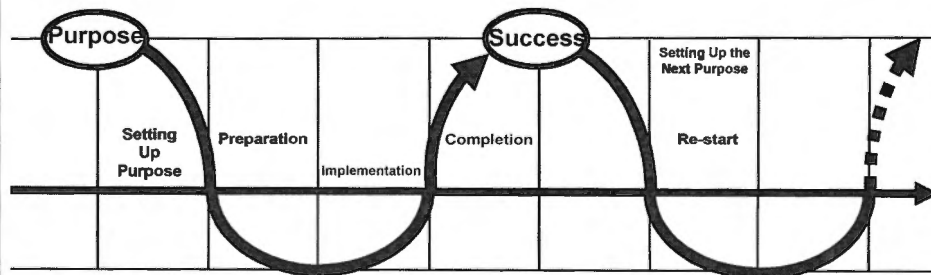 Purpose
Success
Setting Up the
Next Purpose
Setting
Up
Purpose
Preparation
Implementation
Completion
Re-start